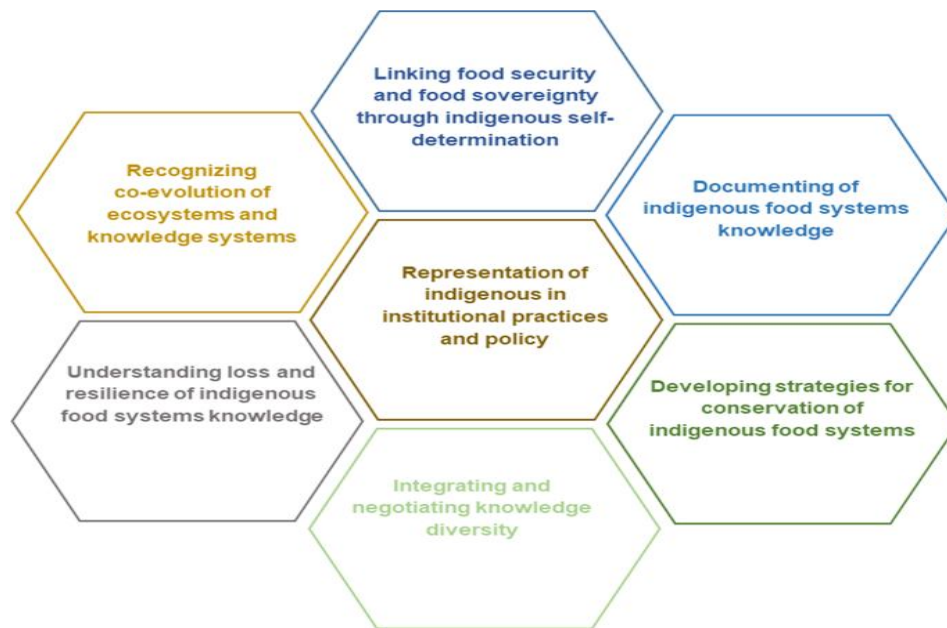 Linking food security
and food sovereignty
through indigenous self-
determination
Recognizing
co-evolution of
ecosystems and
knowledge systems
Documenting of
indigenous food systems
knowledge
Representation of
indigenous in
institutional practices
and policy
Understanding loss and
resilience of indigenous
food systems knowledge
Developing strategies for
conservation of
indigenous food systems
Integrating and
negotiating knowledge
diversity